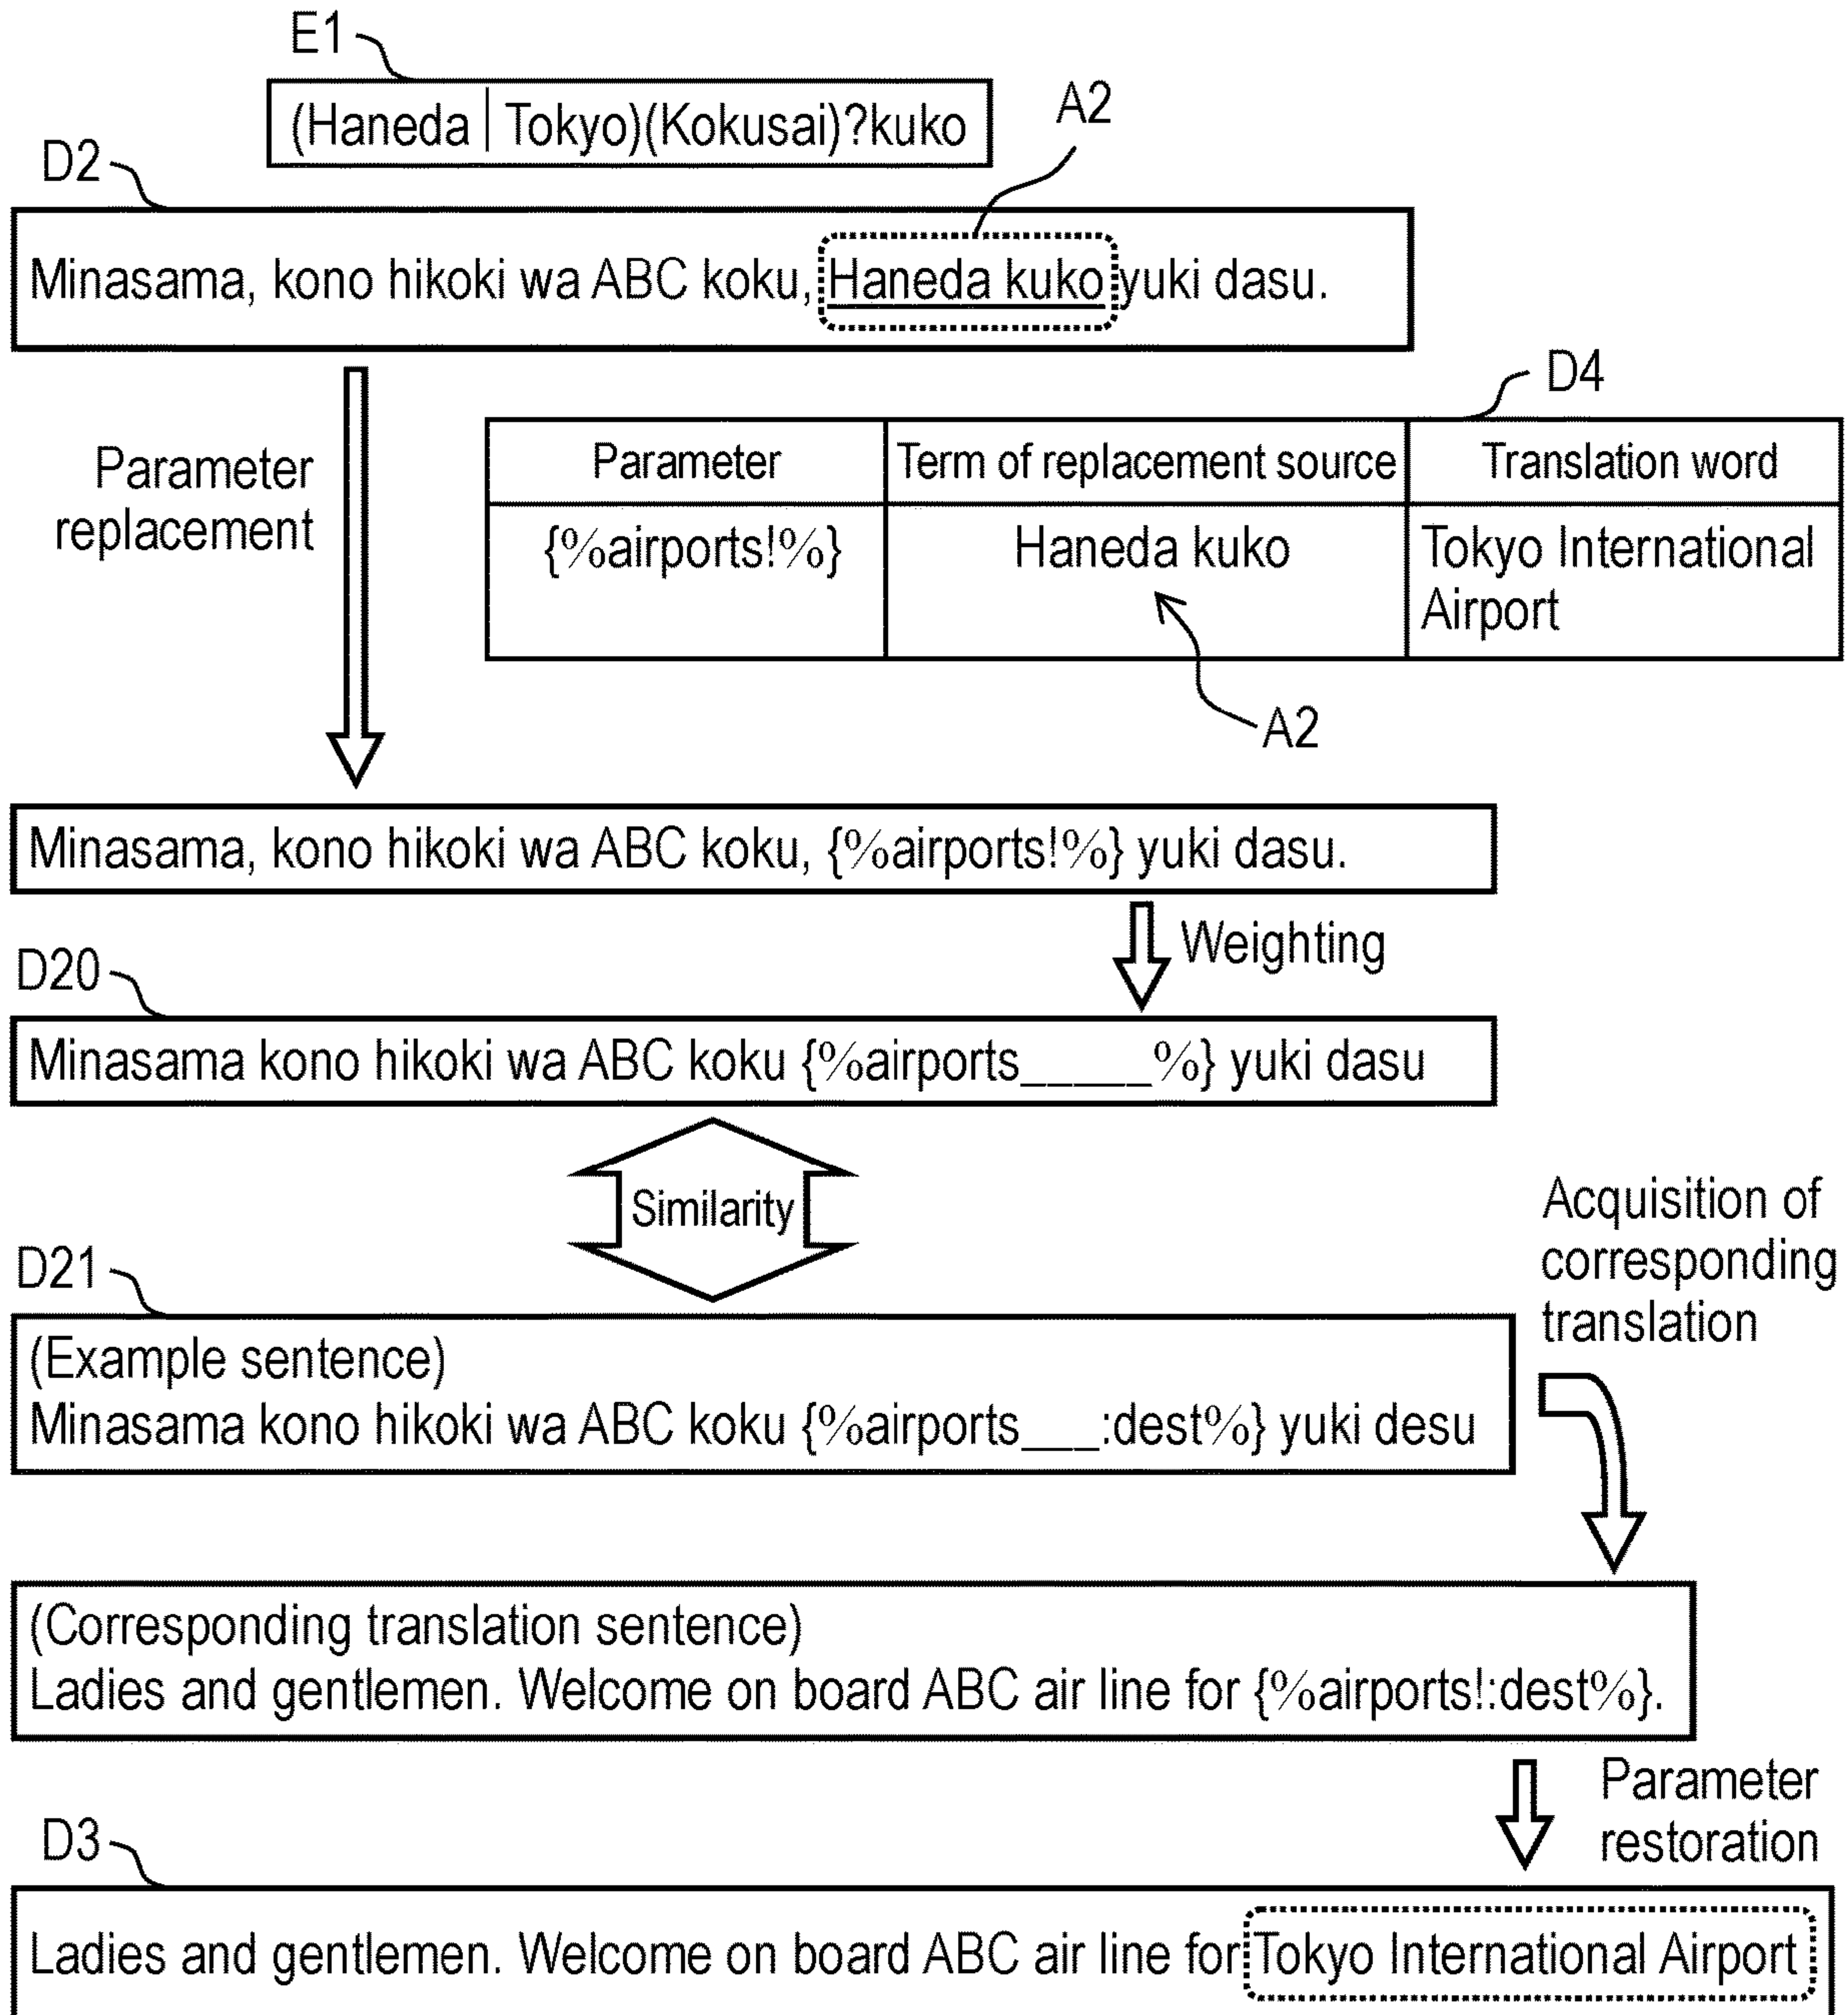 E1
(Haneda | Tokyo)(Kokusai)?kuko
A2
D2
Minasama, kono hikoki wa ABC koku, Haneda kuko yuki dasu.
D4
Parameter
replacement
Parameter Term of replacement source Translation word
{%airports!%} Haneda kuko Tokyo International
Airport
A2
Minasama, kono hikoki wa ABC koku, {%airports!%} yuki dasu.
Weighting
D20
Minasama kono hikoki wa ABC koku {%airports_____%} yuki dasu
Similarity
Acquisition of
corresponding
translation
D21
(Example sentence)
Minasama kono hikoki wa ABC koku {%airports___:dest%} yuki desu
(Corresponding translation sentence)
Ladies and gentlemen. Welcome on board ABC air line for {%airports!:dest%}.
Parameter
restoration
D3
Ladies and gentlemen. Welcome on board ABC air line for Tokyo International Airport